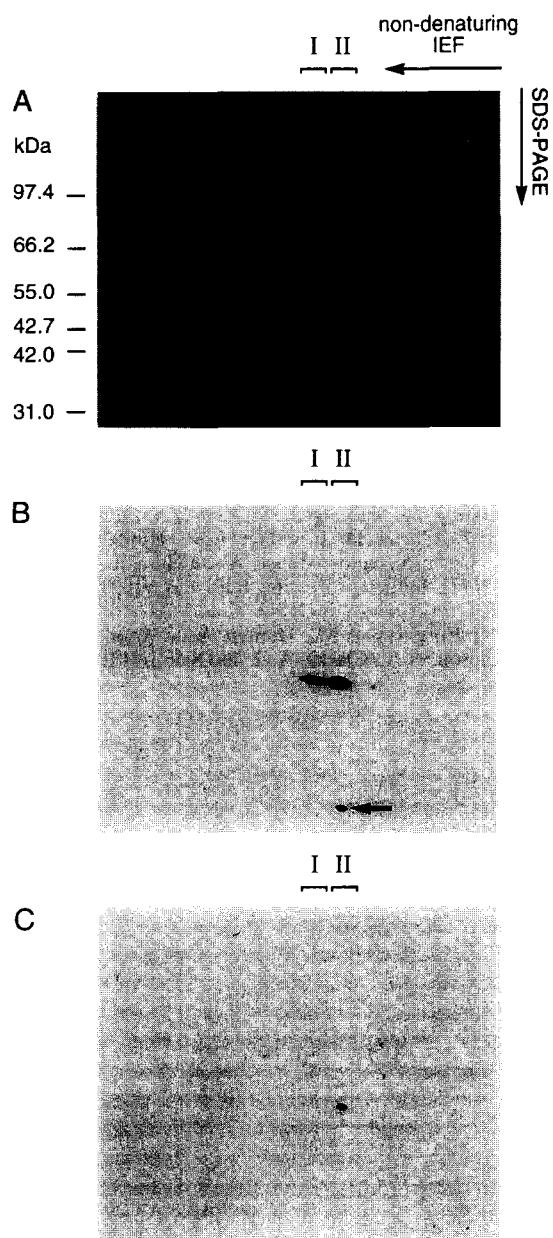 I II
non-denaturing
IEF
A
SDS-PAGE
kDa
97.4
66.2
55.0
42.7
42.0
31.0
I II
B
I II
C